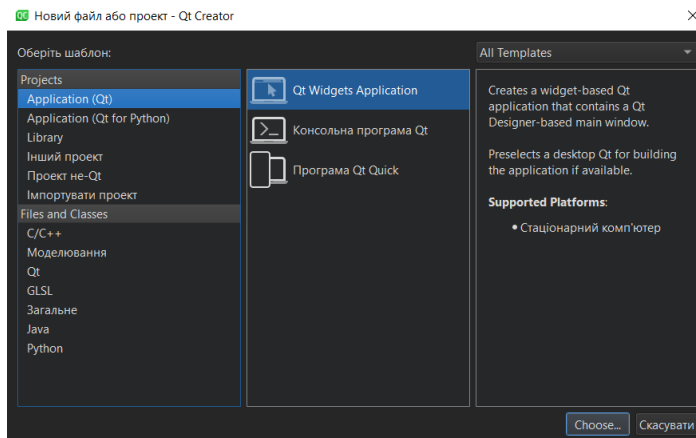 Новий файл або проект - Qt Creator
Оберіть шаблон:
All Templates
Projects
Application (Qt)
Application (Qt for Python)
Library
Інший проект
Проект не-Qt
Імпортувати проект
Files and Classes
C/C++
Моделювання
Qt
GLSL
Загальне
Java
Python
Qt Widgets Application
Консольна програма Qt
Програма Qt Quick
Creates a widget-based Qt
application that contains a Qt
Designer-based main window.
Preselects a desktop Qt for building
the application if available.
Supported Platforms:
• Стаціонарний комп'ютер
Choose...
Скасувати